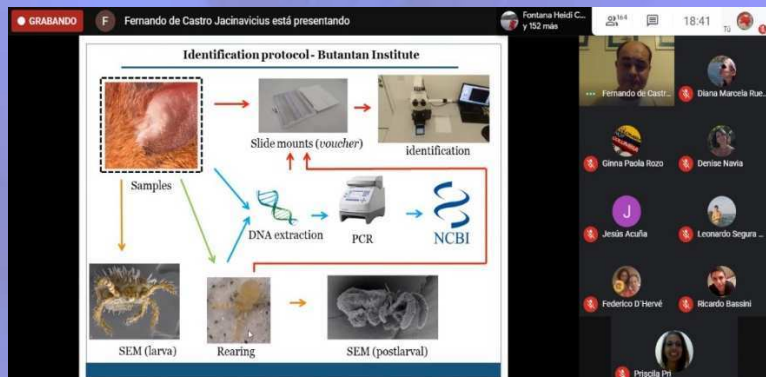 GRABANDO
F
Fernando de Castro Jacinavicius está presentando
Fontana Heidi C...
y 152 más
164
18:41
Tú
Identification protocol - Butantan Institute
Samples
Slide mounts (voucher)
identification
DNA extraction
PCR
NCBI
SEM (larva)
Rearing
SEM (postlarval)
Fernando de Castr...
Diana Marcela Rue...
Ginna Paola Rozo
Denise Navia
J
Jesús Acuña
Leonardo Segura ...
Federico D'Hervé
Ricardo Bassini
Priscila Pri